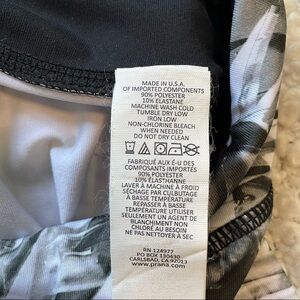 MADE IN U.S.A.
OF IMPORTED COMPONENTS
90% POLYESTER
10% ELASTANE
MACHINE WASH COLD
TUMBLE DRY LOW
IRON LOW
NON-CHLORINE BLEACH
WHEN NEEDED
DO NOT DRY CLEAN
FABRIQUÉ AUX É-U DES
COMPOSANTS IMPORTÉS
90% POLYESTER
10% ÉLASTHANNE
LAVER À MACHINE À FROID
SÉCHAGE PAR CULBUTAGE
À BASSE TEMPÉRATURE
À BASSE TEMPÉRATURE
UTILISER
SEULEMENT UN AGENT DE
BLANCHIMENT NON
CHLORÉ AU BESOIN
NE PAS NETTOYER À SEC
RN 124972
PO BOX 130430
CARLSBAD, CA 92013
www.prana.com